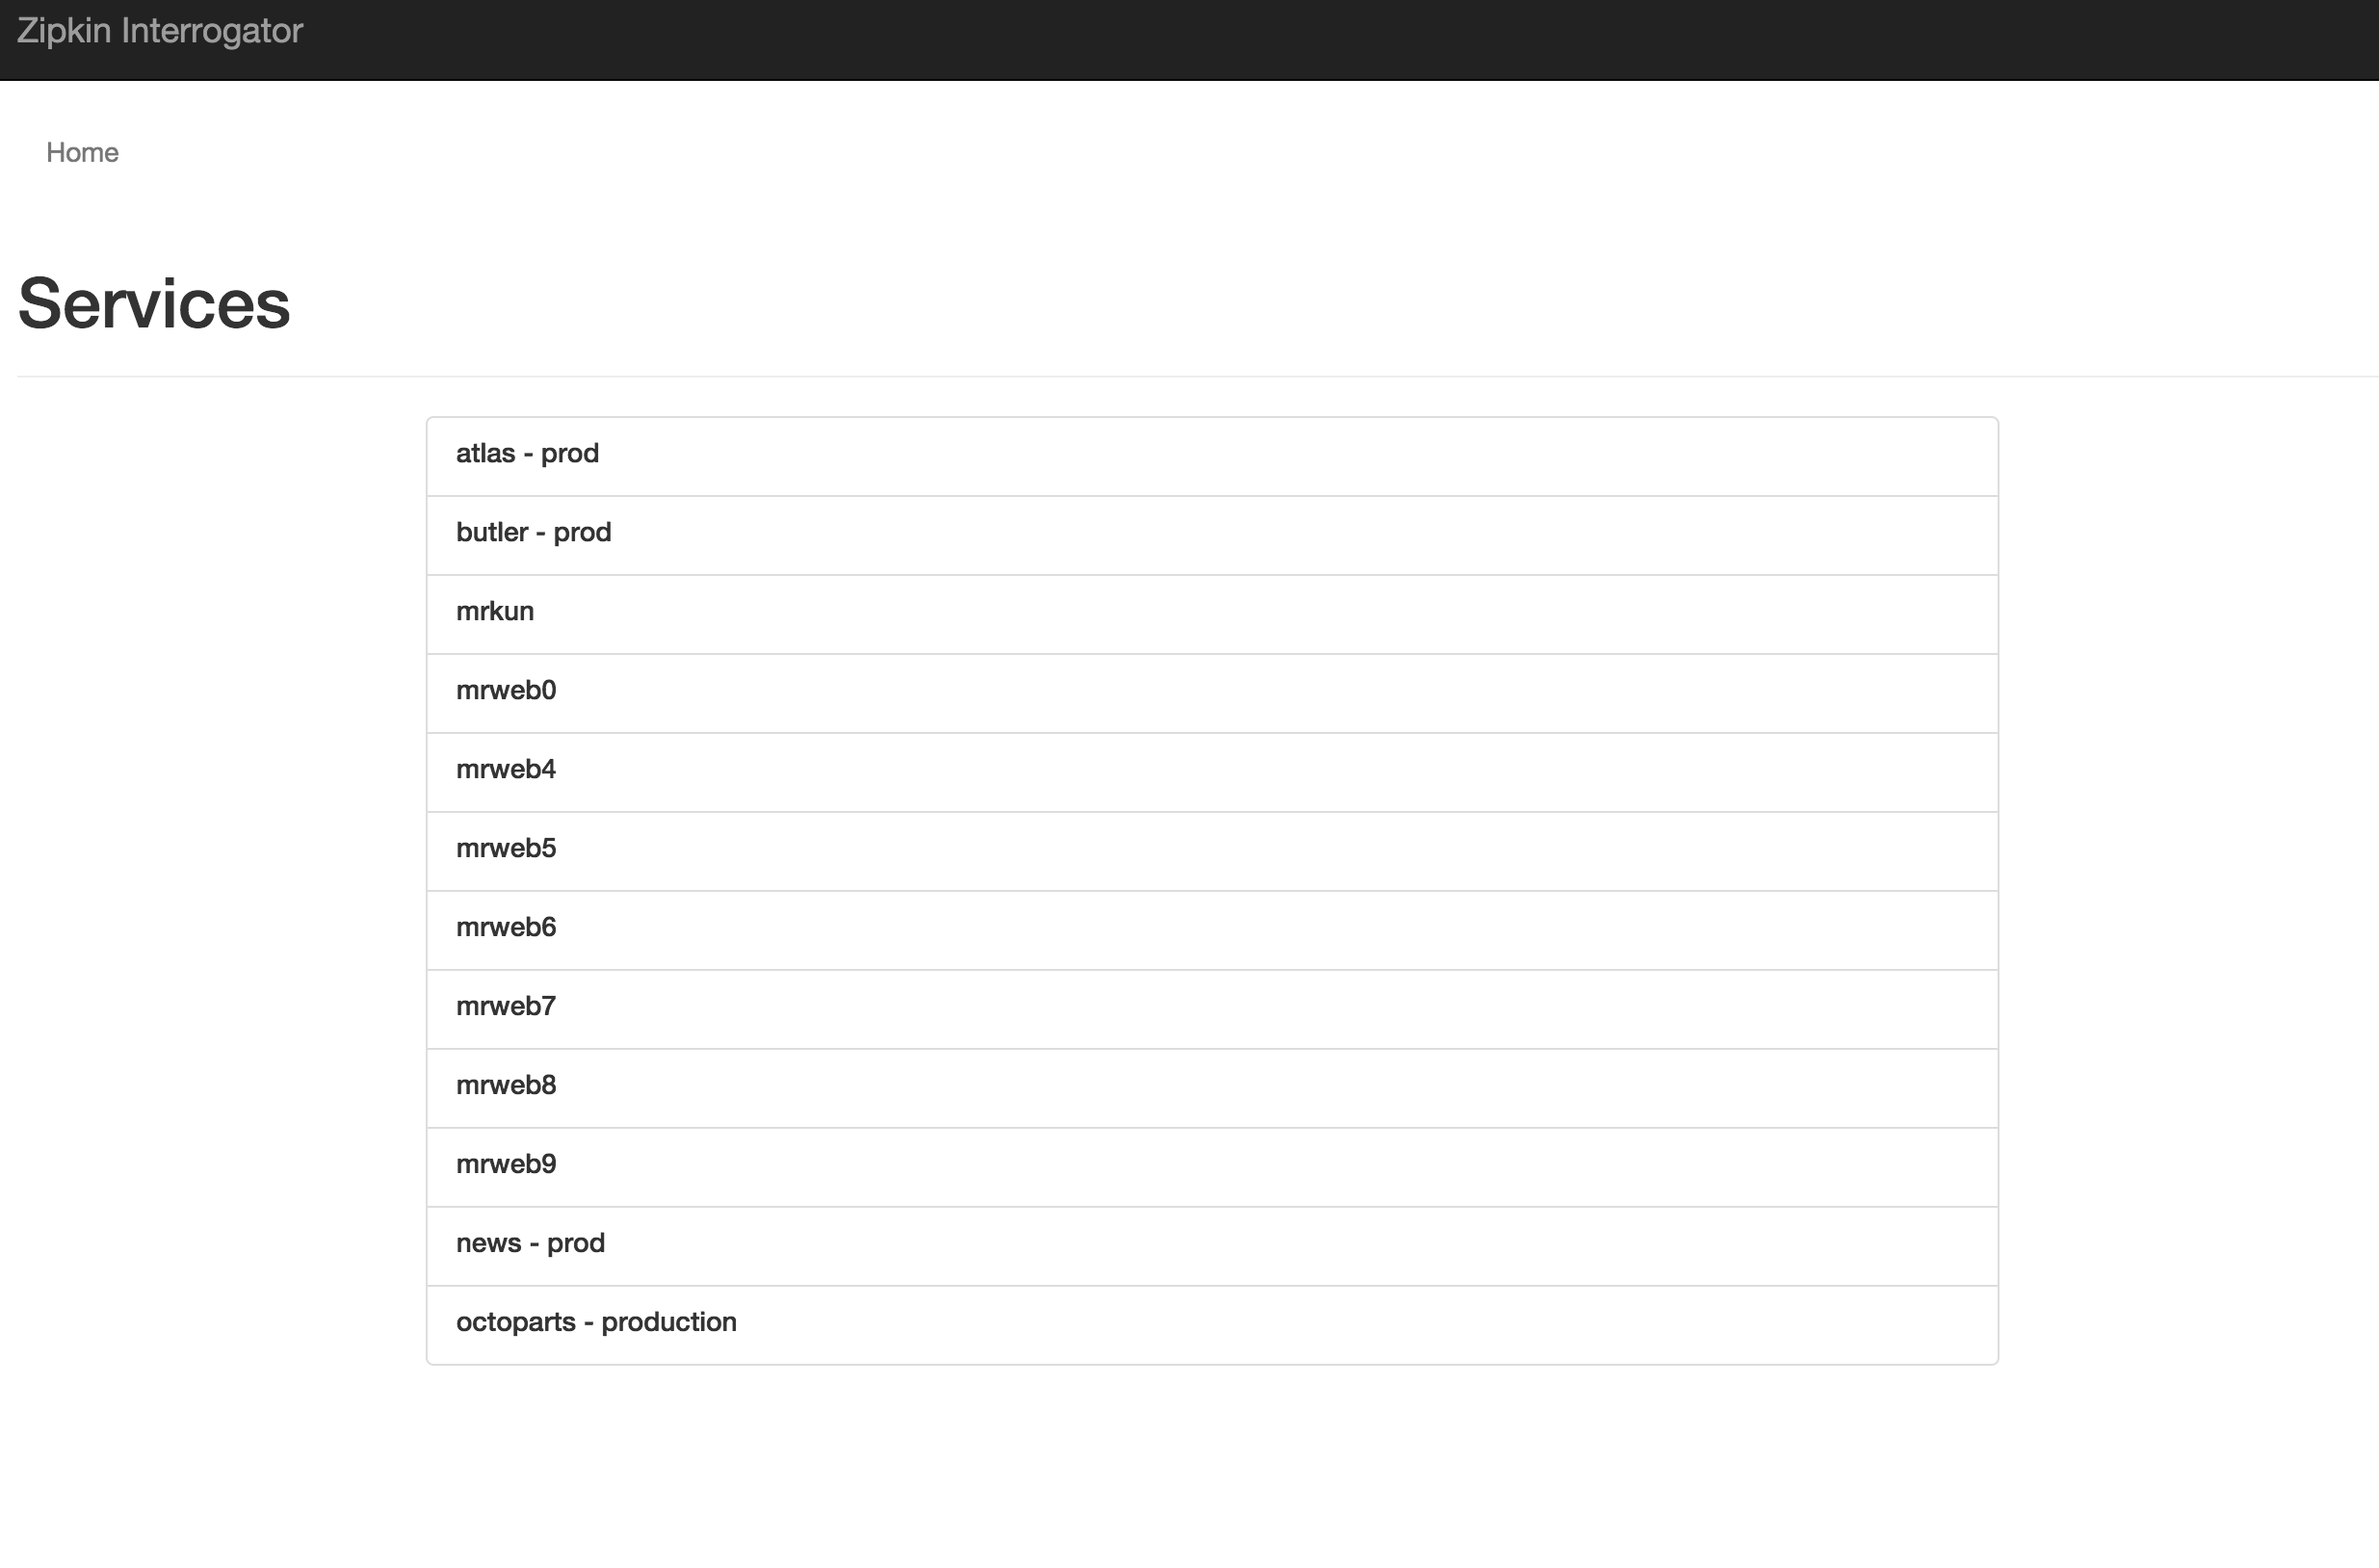 Zipkin Interrogator
Home
Services
atlas - prod
butler - prod
mrkun
mrweb0
mrweb4
mrweb5
mrweb6
mrweb7
mrweb8
mrweb9
news - prod
octoparts - production